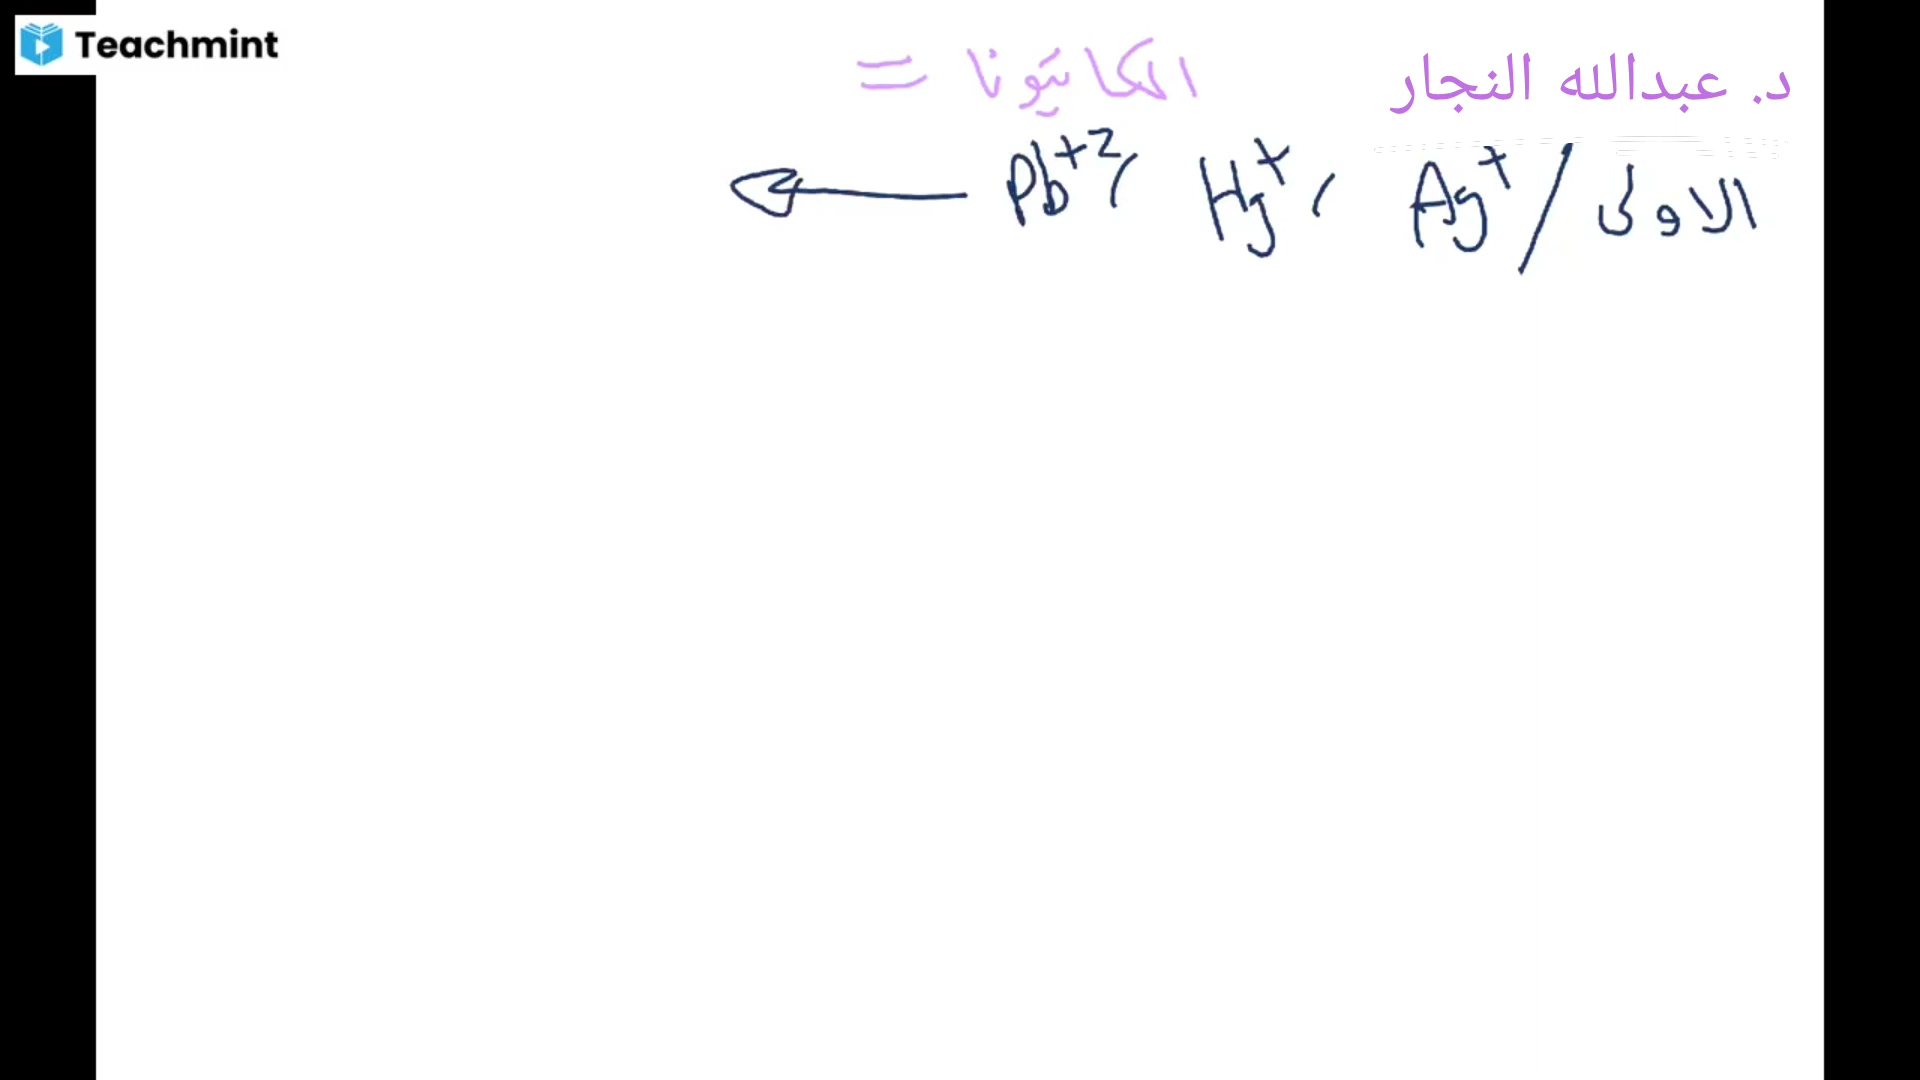 Teachmint
د. عبدالله النجار
الكاتيونا =
الاولى / Ag⁺ ، Hg⁺ ، Pb⁺² ←